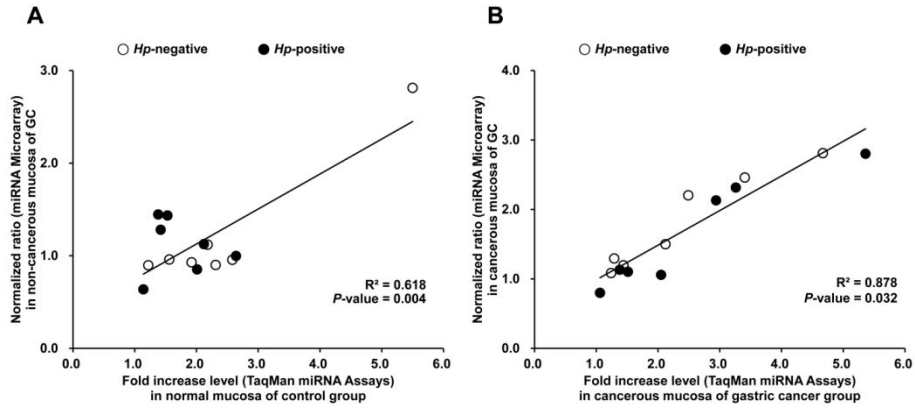 A
Hp-negative
Hp-positive
Normalized ratio (miRNA Microarray)
in non-cancerous mucosa of GC
3.0
2.0
1.0
0.0
R² = 0.618
P-value = 0.004
0.0 1.0 2.0 3.0 4.0 5.0 6.0
Fold increase level (TaqMan miRNA Assays)
in normal mucosa of control group
B
Hp-negative
Hp-positive
Normalized ratio (miRNA Microarray)
in cancerous mucosa of GC
4.0
3.0
2.0
1.0
0.0
R² = 0.878
P-value = 0.032
0.0 1.0 2.0 3.0 4.0 5.0 6.0
Fold increase level (TaqMan miRNA Assays)
in cancerous mucosa of gastric cancer group